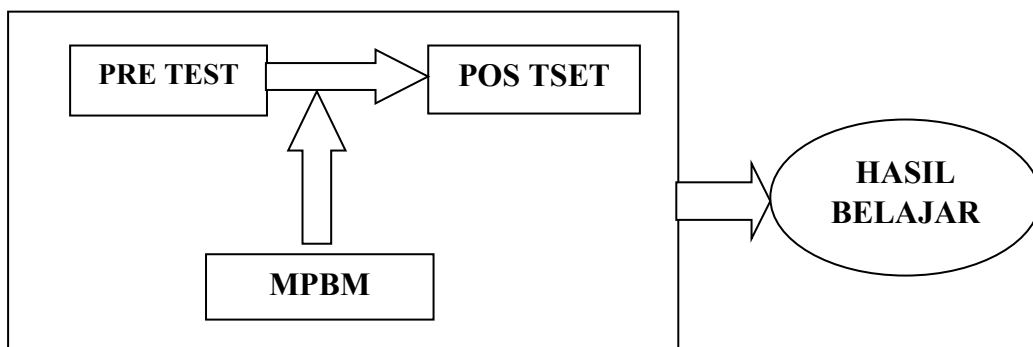 PRE TEST
POS TSET
MPBM
HASIL
BELAJAR